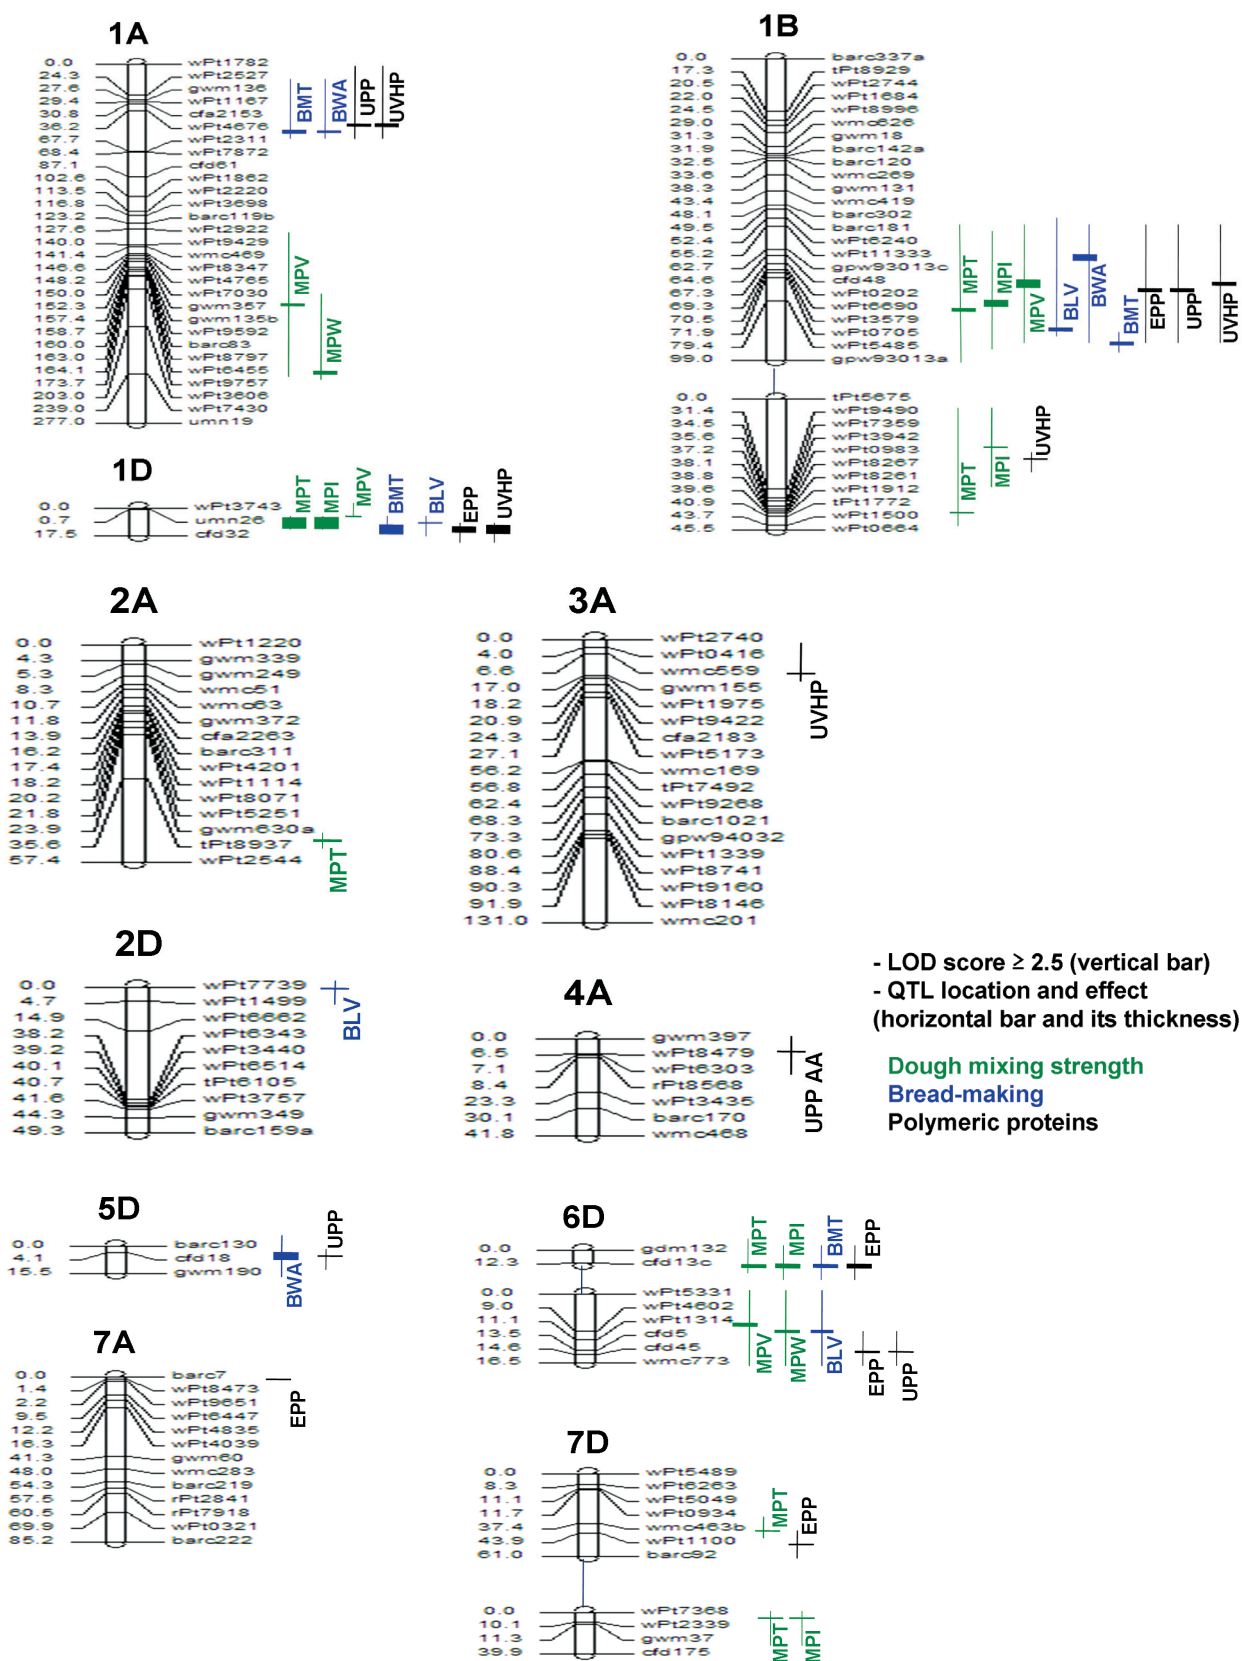 1A
0.0 wPt1782
24.3 wPt2527
27.6 gwm136
29.4 wPt1167
30.8 cfa2153
36.2 wPt4676
67.7 wPt2311
68.4 wPt7872
87.1 cfd61
102.6 wPt1862
113.5 wPt2220
116.8 wPt3698
123.2 barc119b
127.6 wPt2922
140.0 wPt9429
141.4 wmc469
146.6 wPt8347
148.2 wPt4765
150.0 wPt7030
152.3 gwm357
157.4 gwm135b
158.7 wPt9592
160.0 barc83
163.0 wPt8797
164.1 wPt6455
173.7 wPt9757
203.0 wPt3606
239.0 wPt7430
277.0 umn19
BMT
BWA
UPP
UVHP
MPV
MPW
1B
0.0 barc337a
17.3 tPt8929
20.5 wPt2744
22.0 wPt1684
24.5 wPt8996
29.0 wmc626
31.3 gwm18
31.9 barc142a
32.5 barc120
33.6 wmc269
38.3 gwm131
43.4 wmc419
48.1 barc302
49.5 barc181
52.4 wPt6240
55.2 wPt11333
62.7 gpw93013c
64.6 cfd48
67.3 wPt0202
69.3 wPt6690
70.5 wPt3579
71.9 wPt0705
79.4 wPt5485
99.0 gpw93013a
MPT
MPI
MPV
BLV
BWA
BMT
EPP
UPP
UVHP
0.0 tPt5675
31.4 wPt9490
34.5 wPt7359
35.6 wPt3942
37.2 wPt0983
38.1 wPt8267
38.8 wPt8261
39.6 wPt1912
40.9 tPt1772
43.7 wPt1500
45.5 wPt0664
MPT
MPI
UVHP
1D
0.0 wPt3743
0.7 umn26
17.5 cfd32
MPT
MPI
MPV
BMT
BLV
EPP
UVHP
2A
0.0 wPt1220
4.3 gwm339
5.3 gwm249
8.3 wmc51
10.7 wmc63
11.8 gwm372
13.9 cfa2263
16.2 barc311
17.4 wPt4201
18.2 wPt1114
20.2 wPt8071
21.8 wPt5251
23.9 gwm630a
35.6 tPt8937
57.4 wPt2544
MPT
3A
0.0 wPt2740
4.0 wPt0416
6.6 wmc559
17.0 gwm155
18.2 wPt1975
20.9 wPt9422
24.3 cfa2183
27.1 wPt5173
56.2 wmc169
56.8 tPt7492
62.4 wPt9268
68.3 barc1021
73.3 gpw94032
80.6 wPt1339
88.4 wPt8741
90.3 wPt9160
91.9 wPt8146
131.0 wmc201
UVHP
2D
0.0 wPt7739
4.7 wPt1499
14.9 wPt6662
38.2 wPt6343
39.2 wPt3440
40.1 wPt6514
40.7 tPt6105
41.6 wPt3757
44.3 gwm349
49.3 barc159a
BLV
4A
0.0 gwm397
6.5 wPt8479
7.1 wPt6303
8.4 rPt8568
23.3 wPt3435
30.1 barc170
41.8 wmc468
UPP AA
- LOD score ≥ 2.5 (vertical bar)
- QTL location and effect
(horizontal bar and its thickness)
Dough mixing strength
Bread-making
Polymeric proteins
5D
0.0 barc130
4.1 cfd18
15.5 gwm190
BWA
UPP
6D
0.0 gdm132
12.3 cfd13c
MPT
MPI
BMT
EPP
0.0 wPt5331
9.0 wPt4602
11.1 wPt1314
13.5 cfd5
14.6 cfd45
16.5 wmc773
MPV
MPW
BLV
EPP
UPP
7A
0.0 barc7
1.4 wPt8473
2.2 wPt9651
9.5 wPt6447
12.2 wPt4835
16.3 wPt4039
41.3 gwm60
48.0 wmc283
54.3 barc219
57.5 rPt2841
60.5 rPt7918
69.9 wPt0321
85.2 barc222
EPP
7D
0.0 wPt5489
8.3 wPt6263
11.1 wPt5049
11.7 wPt0934
37.4 wmc463b
43.9 wPt1100
61.0 barc92
MPT
EPP
0.0 wPt7368
10.1 wPt2339
11.3 gwm37
39.9 cfd175
MPT
MPI